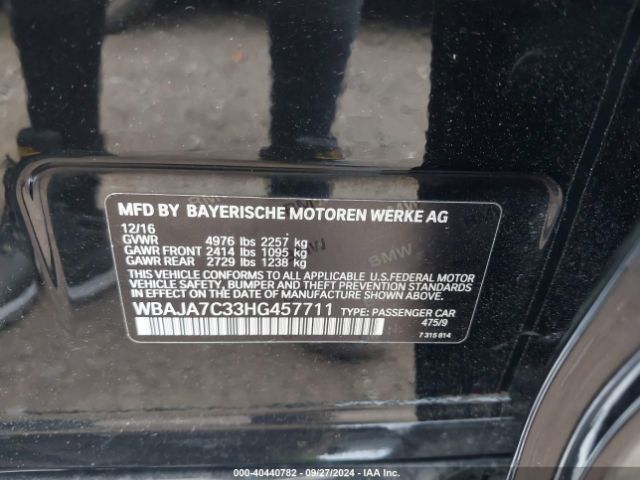 MFD BY BAYERISCHE MOTOREN WERKE AG
12/16
GVWR 4976 lbs 2257 kg
GAWR FRONT 2414 lbs 1095 kg
GAWR REAR 2729 lbs 1238 kg
THIS VEHICLE CONFORMS TO ALL APPLICABLE U.S.FEDERAL MOTOR
VEHICLE SAFETY, BUMPER AND THEFT PREVENTION STANDARDS
IN EFFECT ON THE DATE OF MANUFACTURE SHOWN ABOVE.
WBAJA7C33HG457711 TYPE: PASSENGER CAR
475/9
7 315 814
BMW
BMW
BMW
000-40440782 - 09/27/2024 - IAA Inc.